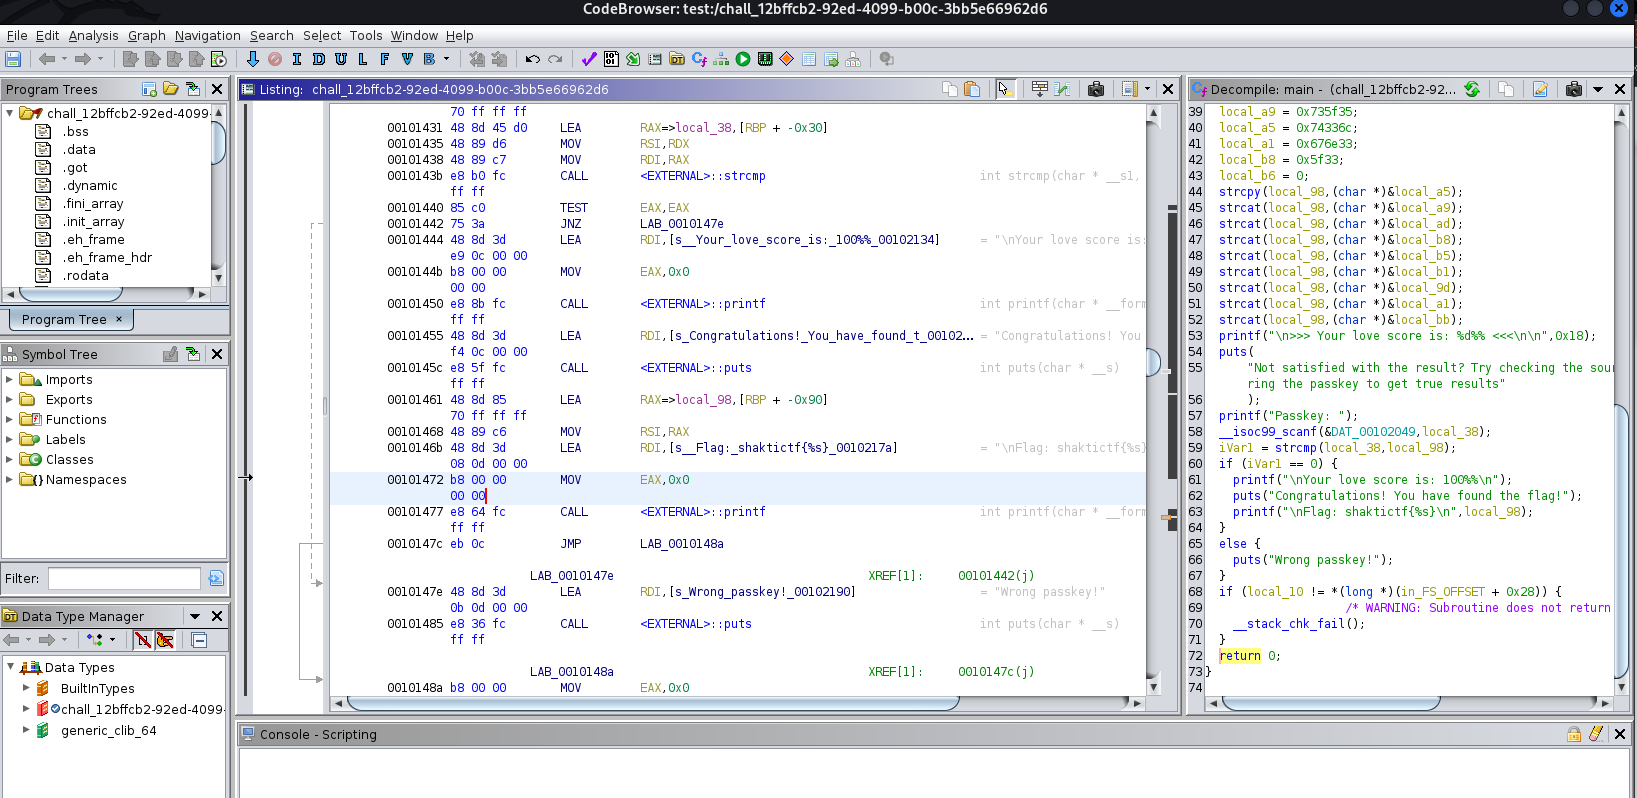 CodeBrowser: test:/chall_12bffcb2-92ed-4099-b00c-3bb5e66962d6
File Edit Analysis Graph Navigation Search Select Tools Window Help
I D U L F V B
Program Trees
chall_12bffcb2-92ed-4099-
.bss
.data
.got
.dynamic
.fini_array
.init_array
.eh_frame
.eh_frame_hdr
.rodata
Program Tree ×
Symbol Tree
Imports
Exports
Functions
Labels
Classes
Namespaces
Filter:
Data Type Manager
Data Types
BuiltInTypes
chall_12bffcb2-92ed-4099-
generic_clib_64
Listing: chall_12bffcb2-92ed-4099-b00c-3bb5e66962d6
70 ff ff ff
00101431 48 8d 45 d0 LEA RAX=>local_38,[RBP + -0x30]
00101435 48 89 d6 MOV RSI,RDX
00101438 48 89 c7 MOV RDI,RAX
0010143b e8 b0 fc CALL <EXTERNAL>::strcmp int strcmp(char * __s1,
ff ff
00101440 85 c0 TEST EAX,EAX
00101442 75 3a JNZ LAB_0010147e
00101444 48 8d 3d LEA RDI,[s__Your_love_score_is:_100%%_00102134] = "\nYour love score is:
e9 0c 00 00
0010144b b8 00 00 MOV EAX,0x0
00 00
00101450 e8 8b fc CALL <EXTERNAL>::printf int printf(char * __form
ff ff
00101455 48 8d 3d LEA RDI,[s_Congratulations!_You_have_found_t_00102... = "Congratulations! You
f4 0c 00 00
0010145c e8 5f fc CALL <EXTERNAL>::puts int puts(char * __s)
ff ff
00101461 48 8d 85 LEA RAX=>local_98,[RBP + -0x90]
70 ff ff ff
00101468 48 89 c6 MOV RSI,RAX
0010146b 48 8d 3d LEA RDI,[s__Flag:_shaktictf{%s}_0010217a] = "\nFlag: shaktictf{%s}
08 0d 00 00
00101472 b8 00 00 MOV EAX,0x0
00 00
00101477 e8 64 fc CALL <EXTERNAL>::printf int printf(char * __form
ff ff
0010147c eb 0c JMP LAB_0010148a
LAB_0010147e XREF[1]: 00101442(j)
0010147e 48 8d 3d LEA RDI,[s_Wrong_passkey!_00102190] = "Wrong passkey!"
0b 0d 00 00
00101485 e8 36 fc CALL <EXTERNAL>::puts int puts(char * __s)
ff ff
LAB_0010148a XREF[1]: 0010147c(j)
0010148a b8 00 00 MOV EAX,0x0
Decompile: main - (chall_12bffcb2-92...
39 local_a9 = 0x735f35;
40 local_a5 = 0x74336c;
41 local_a1 = 0x676e33;
42 local_b8 = 0x5f33;
43 local_b6 = 0;
44 strcpy(local_98,(char *)&local_a5);
45 strcat(local_98,(char *)&local_a9);
46 strcat(local_98,(char *)&local_ad);
47 strcat(local_98,(char *)&local_b8);
48 strcat(local_98,(char *)&local_b5);
49 strcat(local_98,(char *)&local_b1);
50 strcat(local_98,(char *)&local_9d);
51 strcat(local_98,(char *)&local_a1);
52 strcat(local_98,(char *)&local_bb);
53 printf("\n>>> Your love score is: %d%% <<<\n\n",0x18);
54 puts(
55 "Not satisfied with the result? Try checking the sour
ring the passkey to get true results"
56 );
57 printf("Passkey: ");
58 __isoc99_scanf(&DAT_00102049,local_38);
59 iVar1 = strcmp(local_38,local_98);
60 if (iVar1 == 0) {
61 printf("\nYour love score is: 100%%\n");
62 puts("Congratulations! You have found the flag!");
63 printf("\nFlag: shaktictf{%s}\n",local_98);
64 }
65 else {
66 puts("Wrong passkey!");
67 }
68 if (local_10 != *(long *)(in_FS_OFFSET + 0x28)) {
69 /* WARNING: Subroutine does not return
70 __stack_chk_fail();
71 }
72 return 0;
73 }
74
Console - Scripting